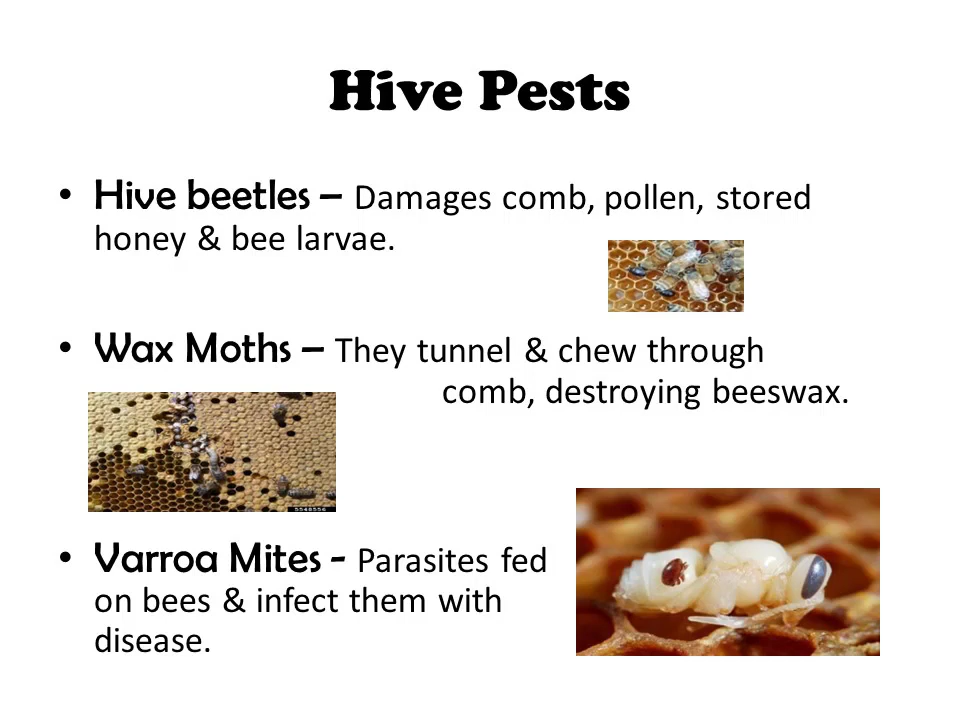 Hive Pests
• Hive beetles – Damages comb, pollen, stored
honey & bee larvae.
• Wax Moths – They tunnel & chew through
comb, destroying beeswax.
5548556
• Varroa Mites - Parasites fed
on bees & infect them with
disease.